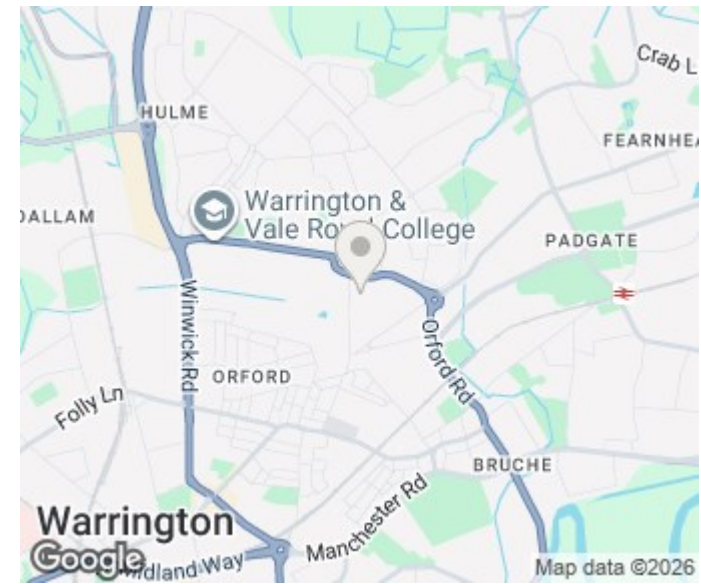 Crab L
HULME
FEARNHEA
DALLAM
Warrington &
Vale Royal College
PADGATE
Winwick Rd
Orford Rd
ORFORD
Folly Ln
BRUCHE
Manchester Rd
Warrington
Midland Way
Google
Map data ©2026